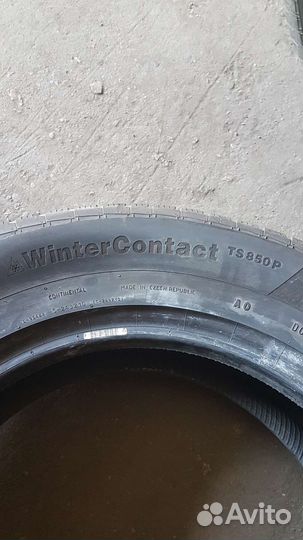 WinterContact TS850P
CONTINENTAL MADE IN CZECH REPUBLIC AO
Avito